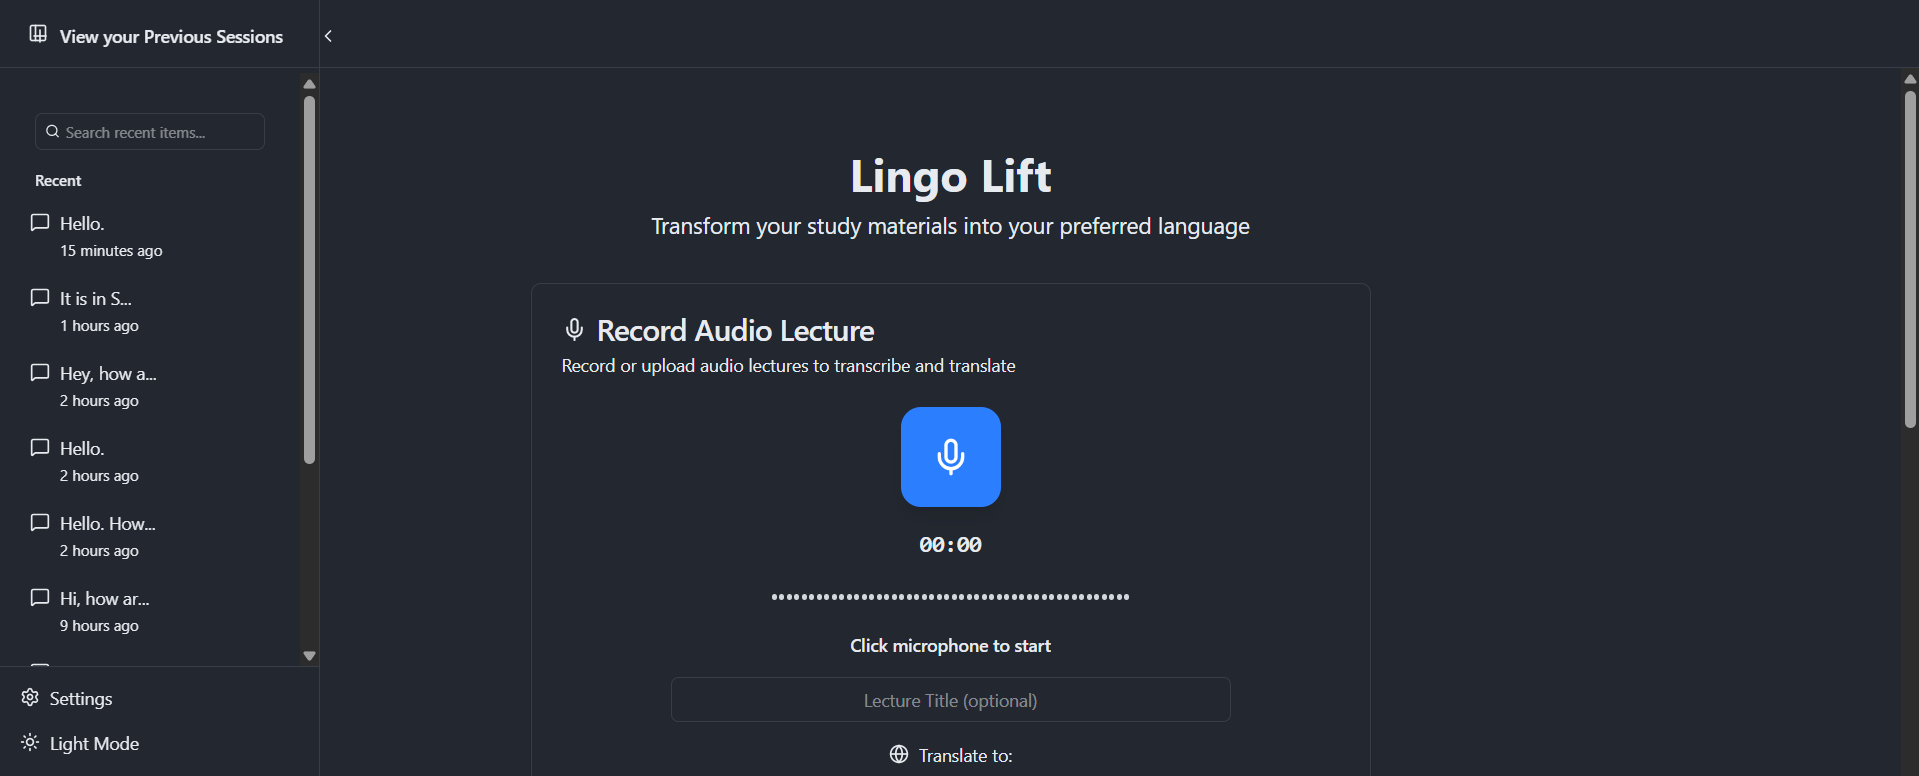 View your Previous Sessions
Search recent items...
Recent
Hello.
15 minutes ago
It is in S...
1 hours ago
Hey, how a...
2 hours ago
Hello.
2 hours ago
Hello. How...
2 hours ago
Hi, how ar...
9 hours ago
Settings
Light Mode
Lingo Lift
Transform your study materials into your preferred language
Record Audio Lecture
Record or upload audio lectures to transcribe and translate
00:00
Click microphone to start
Lecture Title (optional)
Translate to: